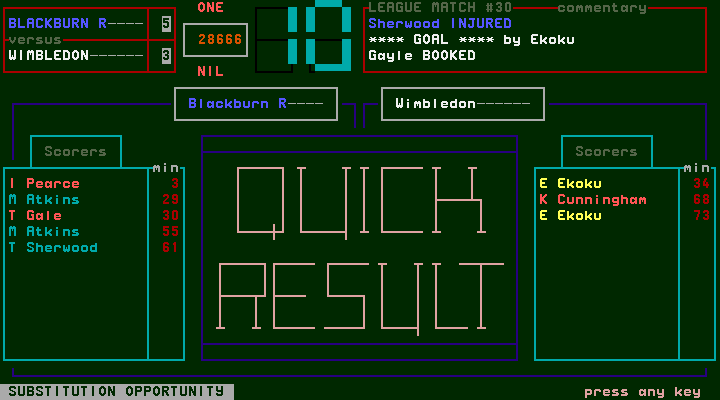 BLACKBURN R---- 5
versus
WIMBLEDON----- 3
ONE
28666
NIL
10
LEAGUE MATCH #30 commentary
Sherwood INJURED
**** GOAL **** by Ekoku
Gayle BOOKED
Blackburn R----
Wimbledon------
Scorers
min
I Pearce 3
M Atkins 29
T Gale 30
M Atkins 55
T Sherwood 61
QUICK
RESULT
Scorers
min
E Ekoku 34
K Cunningham 68
E Ekoku 73
SUBSTITUTION OPPORTUNITY
press any key